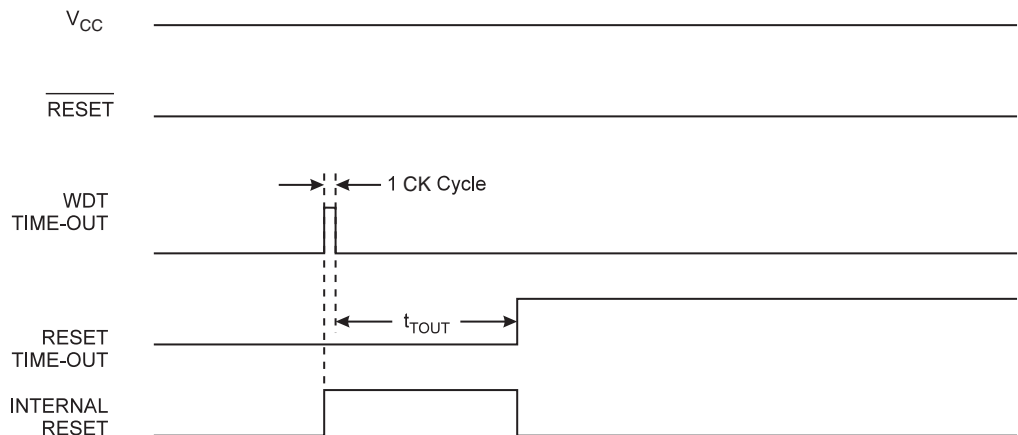 VCC
RESET
1 CK Cycle
WDT
TIME-OUT
tTOUT
RESET
TIME-OUT
INTERNAL
RESET